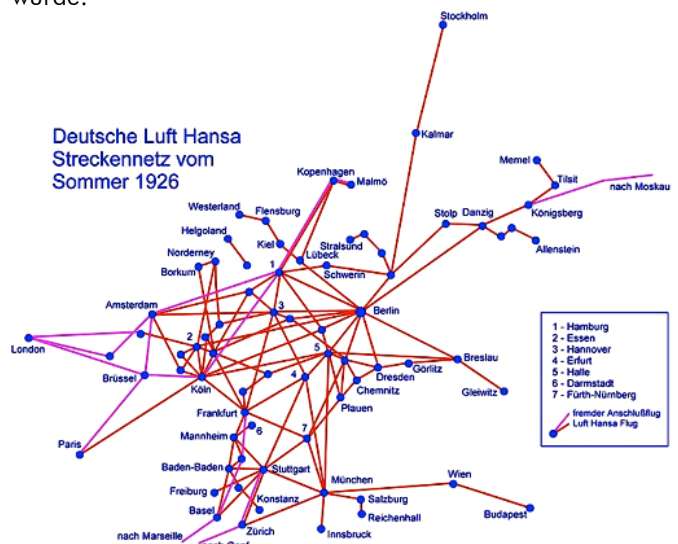 wurde.
Stockholm
Deutsche Luft Hansa
Streckennetz vom
Sommer 1926
Kalmar
Memel
Tilsit
nach Moskau
Kopenhagen
Malmö
Königsberg
Westerland
Flensburg
Stolp
Danzig
Allenstein
Helgoland
Kiel
Lübeck
Stralsund
Norderney
Borkum
1
Schwerin
Amsterdam
3
Berlin
London
2
5
Breslau
Brüssel
Köln
4
Dresden
Görlitz
Chemnitz
Gleiwitz
Plauen
Frankfurt
6
Paris
Mannheim
7
Baden-Baden
Stuttgart
Freiburg
Konstanz
München
Wien
Salzburg
Reichenhall
Budapest
Basel
Zürich
Innsbruck
nach Marseille
1 - Hamburg
2 - Essen
3 - Hannover
4 - Erfurt
5 - Halle
6 - Darmstadt
7 - Fürth-Nürnberg
fremder Anschlußflug
Luft Hansa Flug